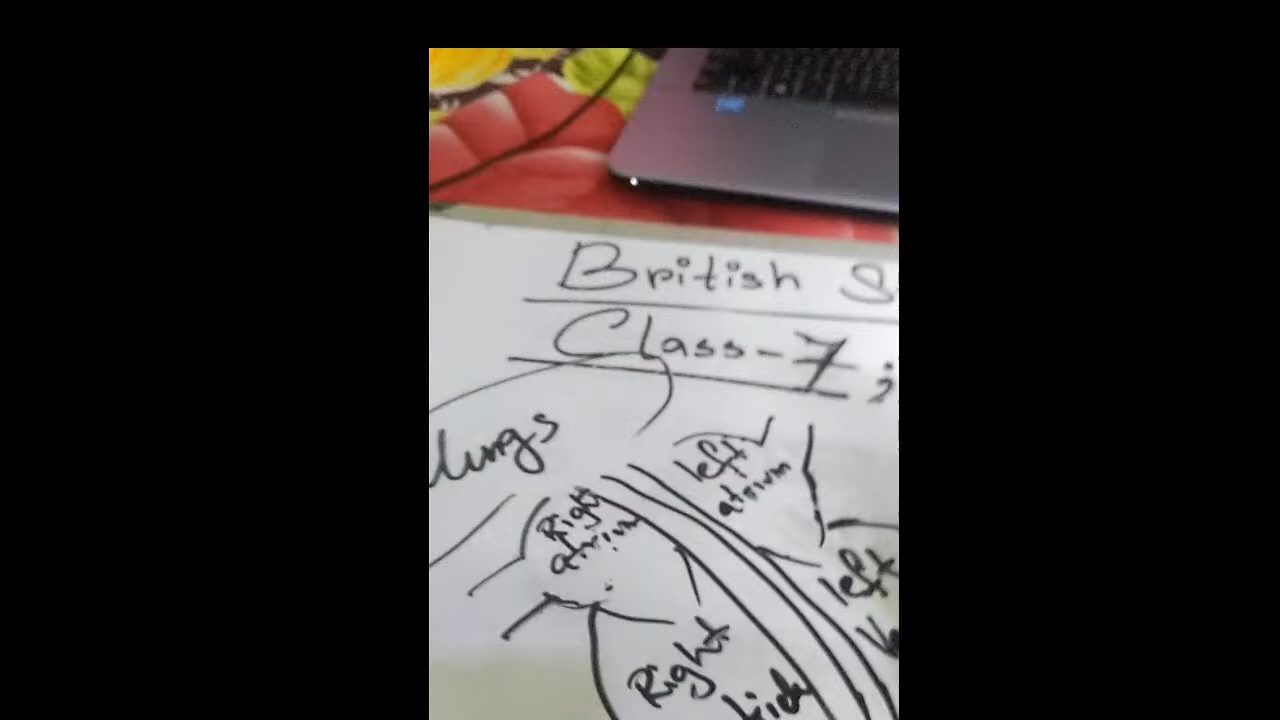 British
Class-7;
lungs
left
atrium
Right
atrium
left
Right